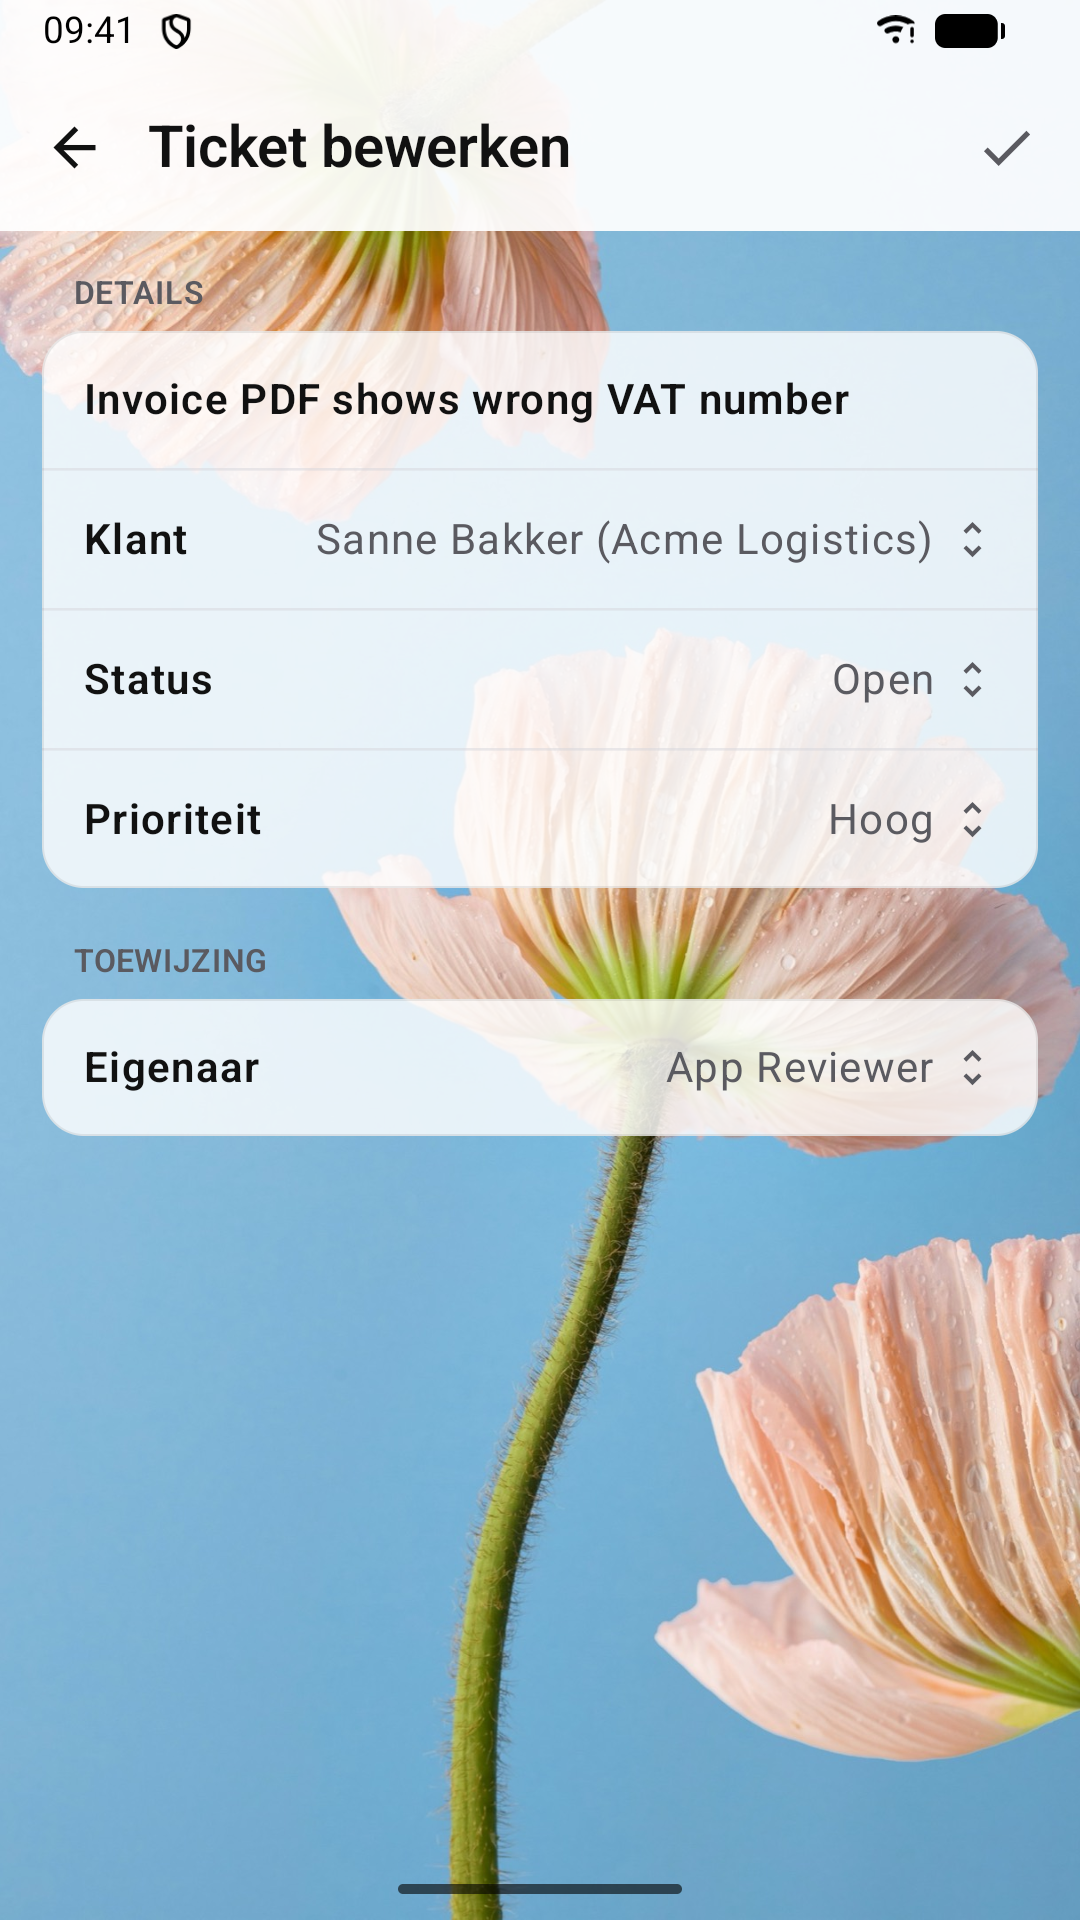 09:41
Ticket bewerken
DETAILS
Invoice PDF shows wrong VAT number
Klant Sanne Bakker (Acme Logistics)
Status Open
Prioriteit Hoog
TOEWIJZING
Eigenaar App Reviewer